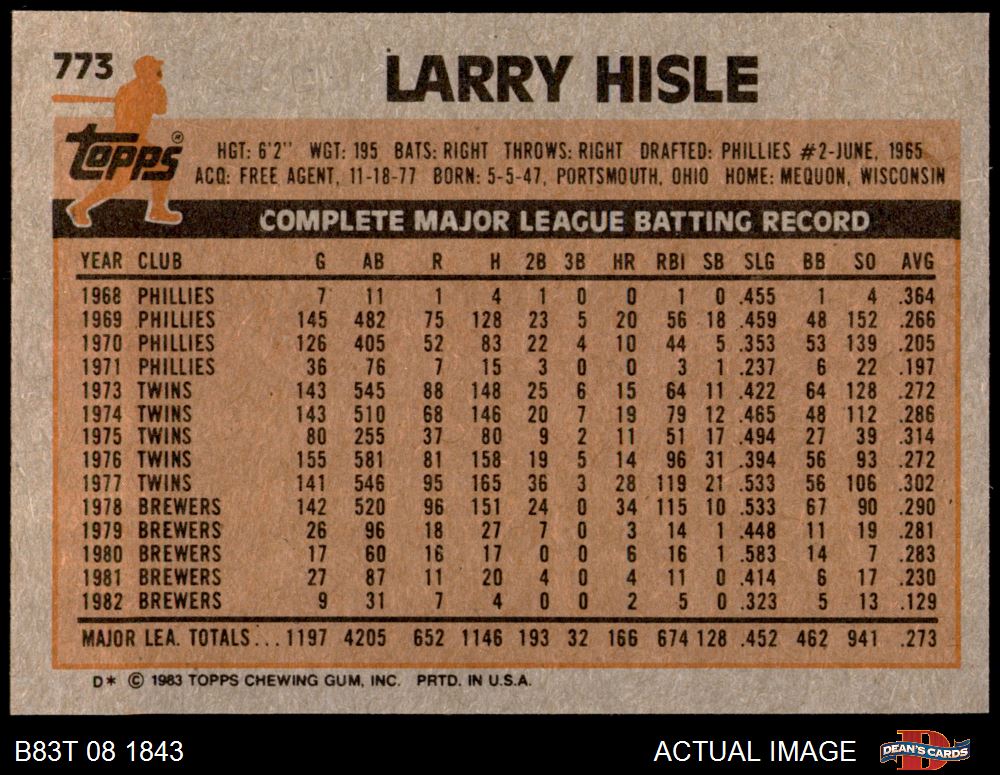 773
LARRY HISLE
Topps®
HGT: 6'2" WGT: 195 BATS: RIGHT THROWS: RIGHT DRAFTED: PHILLIES #2-JUNE, 1965
ACQ: FREE AGENT, 11-18-77 BORN: 5-5-47, PORTSMOUTH, OHIO HOME: MEQUON, WISCONSIN
COMPLETE MAJOR LEAGUE BATTING RECORD
YEAR CLUB G AB R H 2B 3B HR RBI SB SLG BB SO AVG
1968 PHILLIES 7 11 1 4 1 0 0 1 0 .455 1 4 .364
1969 PHILLIES 145 482 75 128 23 5 20 56 18 .459 48 152 .266
1970 PHILLIES 126 405 52 83 22 4 10 44 5 .353 53 139 .205
1971 PHILLIES 36 76 7 15 3 0 0 3 1 .237 6 22 .197
1973 TWINS 143 545 88 148 25 6 15 64 11 .422 64 128 .272
1974 TWINS 143 510 68 146 20 7 19 79 12 .465 48 112 .286
1975 TWINS 80 255 37 80 9 2 11 51 17 .494 27 39 .314
1976 TWINS 155 581 81 158 19 5 14 96 31 .394 56 93 .272
1977 TWINS 141 546 95 165 36 3 28 119 21 .533 56 106 .302
1978 BREWERS 142 520 96 151 24 0 34 115 10 .533 67 90 .290
1979 BREWERS 26 96 18 27 7 0 3 14 1 .448 11 19 .281
1980 BREWERS 17 60 16 17 0 0 6 16 1 .583 14 7 .283
1981 BREWERS 27 87 11 20 4 0 4 11 0 .414 6 17 .230
1982 BREWERS 9 31 7 4 0 0 2 5 0 .323 5 13 .129
MAJOR LEA. TOTALS... 1197 4205 652 1146 193 32 166 674 128 .452 462 941 .273
D* © 1983 TOPPS CHEWING GUM, INC. PRTD. IN U.S.A.
B83T 08 1843
ACTUAL IMAGE
D
DEAN'S CARDS